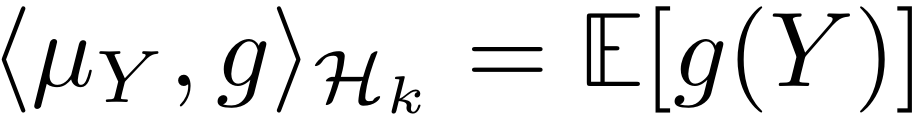 ⟨μ_Y, g⟩_{ℋ_k} = 𝔼[g(Y)]